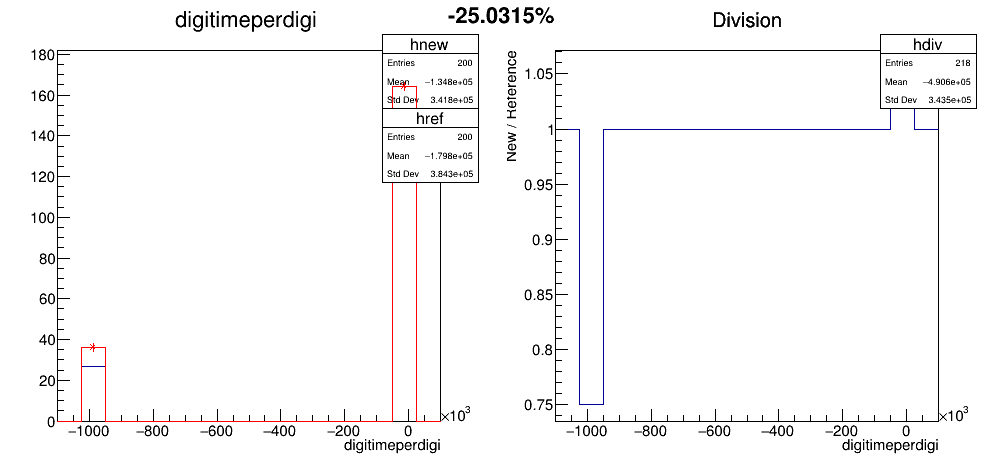 digitimeperdigi
-25.0315%
Division
hnew
Entries 200
Mean −1.348e+05
Std Dev 3.418e+05
href
Entries 200
Mean −1.798e+05
Std Dev 3.843e+05
180
160
140
120
100
80
60
40
20
0
−1000
−800
−600
−400
−200
0
×10³
digitimeperdigi
hdiv
Entries 218
Mean −4.906e+05
Std Dev 3.435e+05
New / Reference
1.05
1
0.95
0.9
0.85
0.8
0.75
−1000
−800
−600
−400
−200
0
×10³
digitimeperdigi